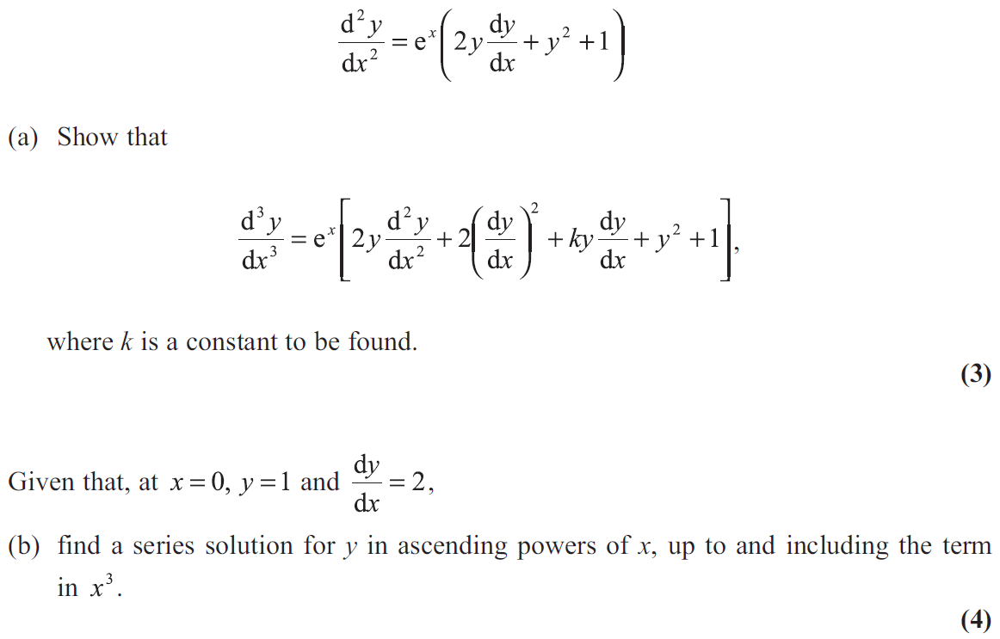 $\frac{d^2y}{dx^2} = e^x\left(2y\frac{dy}{dx} + y^2 + 1\right)$
(a) Show that
$\frac{d^3y}{dx^3} = e^x\left[2y\frac{d^2y}{dx^2} + 2\left(\frac{dy}{dx}\right)^2 + ky\frac{dy}{dx} + y^2 + 1\right],$
where k is a constant to be found.
(3)
Given that, at $x = 0$, $y = 1$ and $\frac{dy}{dx} = 2$,
(b) find a series solution for y in ascending powers of x, up to and including the term
in $x^3$.
(4)